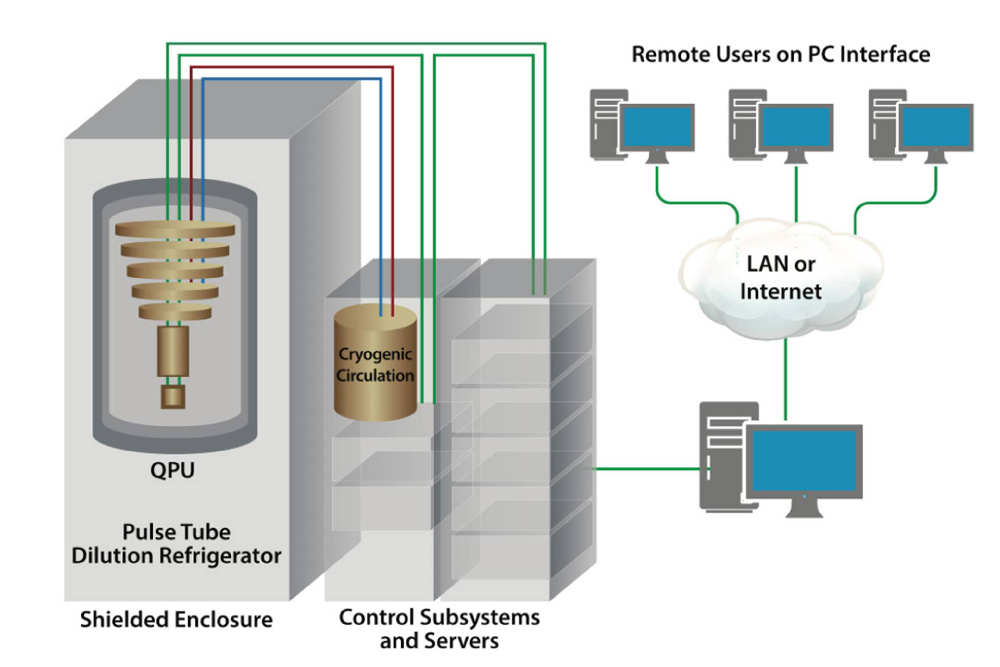 Remote Users on PC Interface
LAN or
Internet
Cryogenic
Circulation
QPU
Pulse Tube
Dilution Refrigerator
Shielded Enclosure
Control Subsystems
and Servers